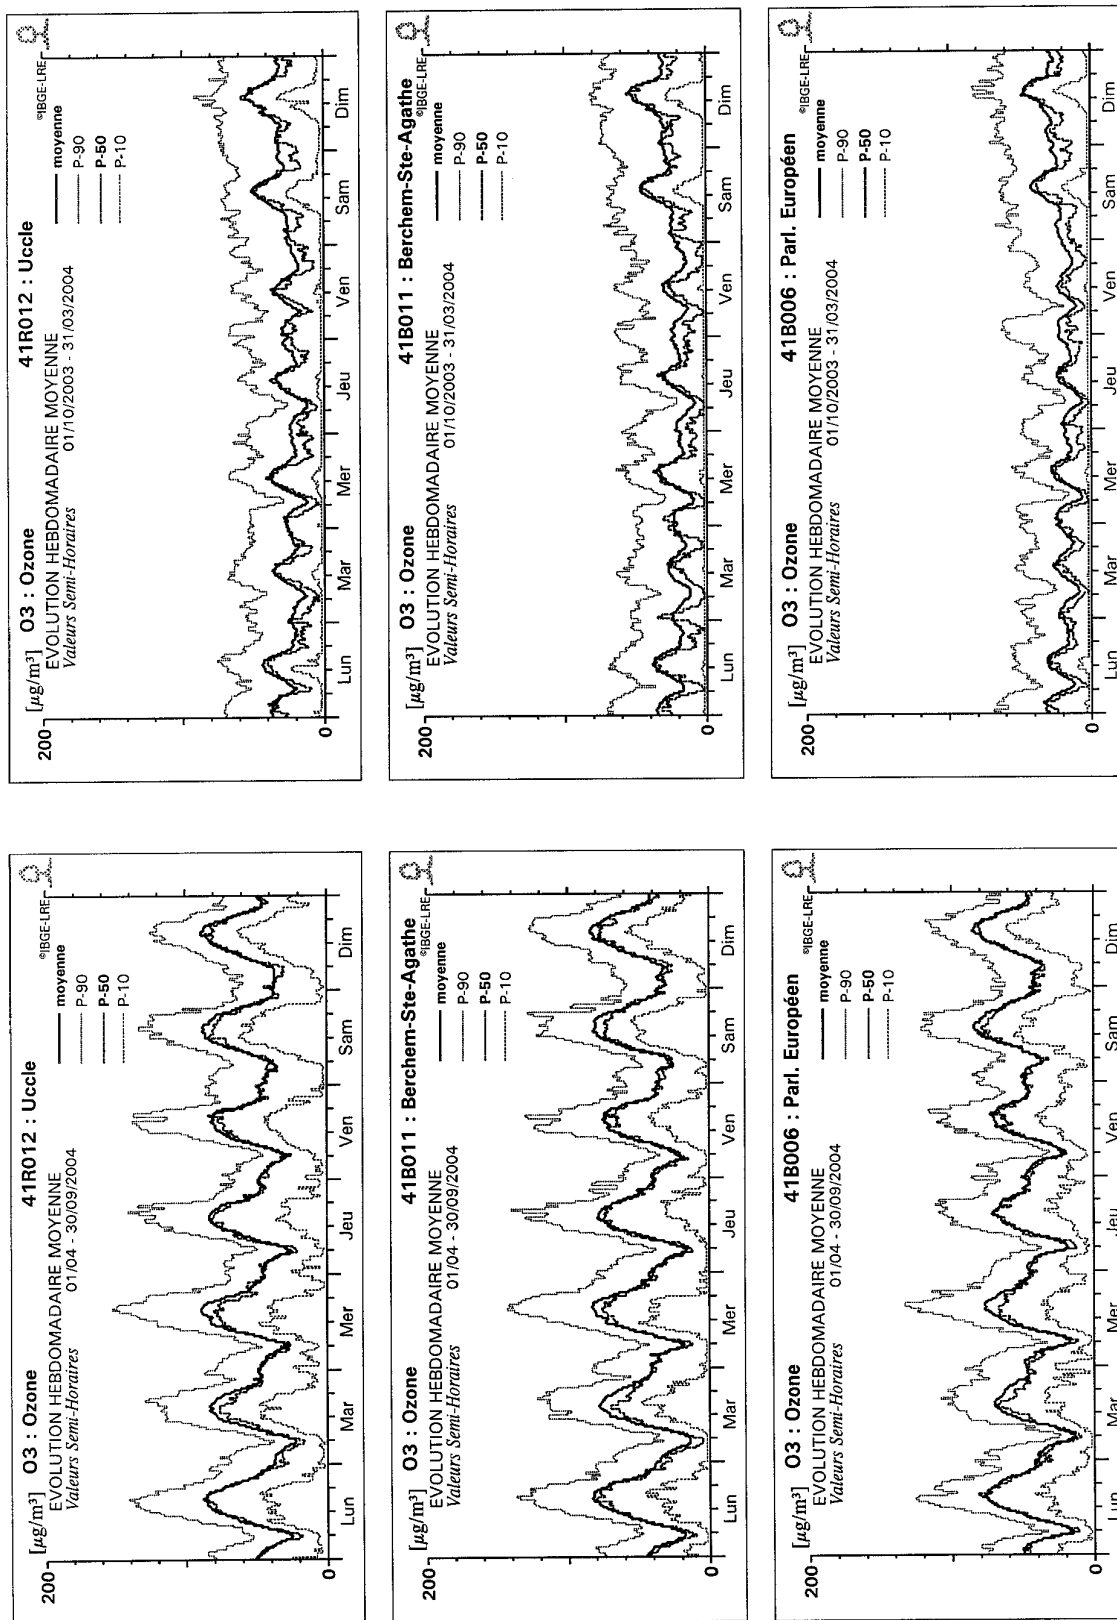 O3 : Ozone 41R012 : Uccle
[µg/m³] EVOLUTION HEBDOMADAIRE MOYENNE ©IBGE-LRE
Valeurs Semi-Horaires 01/04 - 30/09/2004
200
moyenne
P-90
P-50
P-10
0
Lun Mar Mer Jeu Ven Sam Dim
O3 : Ozone 41R012 : Uccle
[µg/m³] EVOLUTION HEBDOMADAIRE MOYENNE ©IBGE-LRE
Valeurs Semi-Horaires 01/10/2003 - 31/03/2004
200
moyenne
P-90
P-50
P-10
0
Lun Mar Mer Jeu Ven Sam Dim
O3 : Ozone 41B011 : Berchem-Ste-Agathe
[µg/m³] EVOLUTION HEBDOMADAIRE MOYENNE ©IBGE-LRE
Valeurs Semi-Horaires 01/04 - 30/09/2004
200
moyenne
P-90
P-50
P-10
0
Lun Mar Mer Jeu Ven Sam Dim
O3 : Ozone 41B011 : Berchem-Ste-Agathe
[µg/m³] EVOLUTION HEBDOMADAIRE MOYENNE ©IBGE-LRE
Valeurs Semi-Horaires 01/10/2003 - 31/03/2004
200
moyenne
P-90
P-50
P-10
0
Lun Mar Mer Jeu Ven Sam Dim
O3 : Ozone 41B006 : Parl. Européen
[µg/m³] EVOLUTION HEBDOMADAIRE MOYENNE ©IBGE-LRE
Valeurs Semi-Horaires 01/04 - 30/09/2004
200
moyenne
P-90
P-50
P-10
0
Lun Mar Mer Jeu Ven Sam Dim
O3 : Ozone 41B006 : Parl. Européen
[µg/m³] EVOLUTION HEBDOMADAIRE MOYENNE ©IBGE-LRE
Valeurs Semi-Horaires 01/10/2003 - 31/03/2004
200
moyenne
P-90
P-50
P-10
0
Lun Mar Mer Jeu Ven Sam Dim